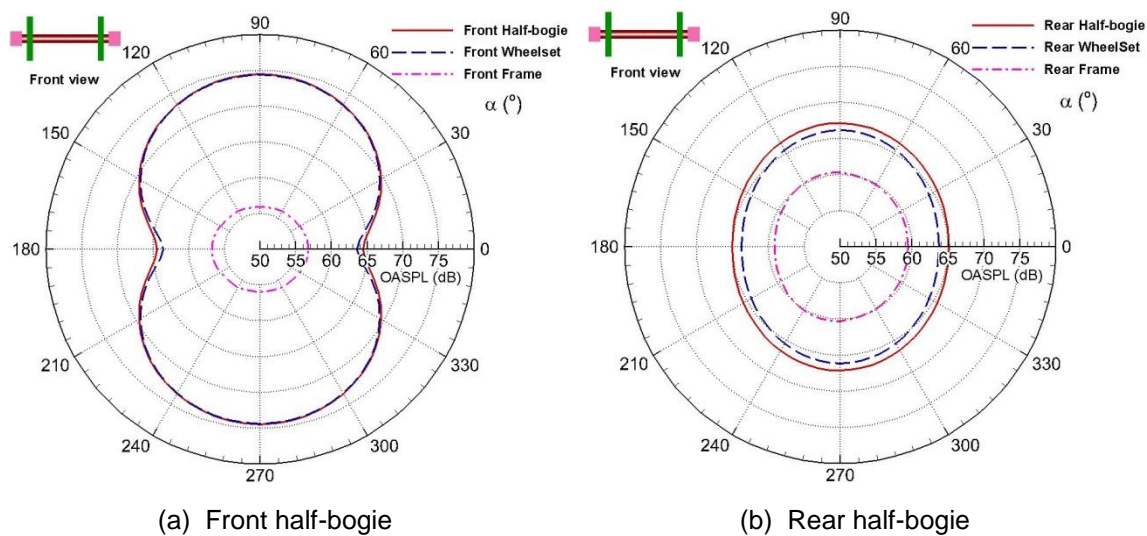 90
Front Half-bogie
Front Wheelset
Front Frame
Front view
120
60
α (°)
150
30
180
0
50 55 60 65 70 75
OASPL (dB)
210
330
240
300
270
(a) Front half-bogie
90
Rear Half-bogie
Rear WheelSet
Rear Frame
Front view
120
60
α (°)
150
30
180
0
50 55 60 65 70 75
OASPL (dB)
210
330
240
300
270
(b) Rear half-bogie